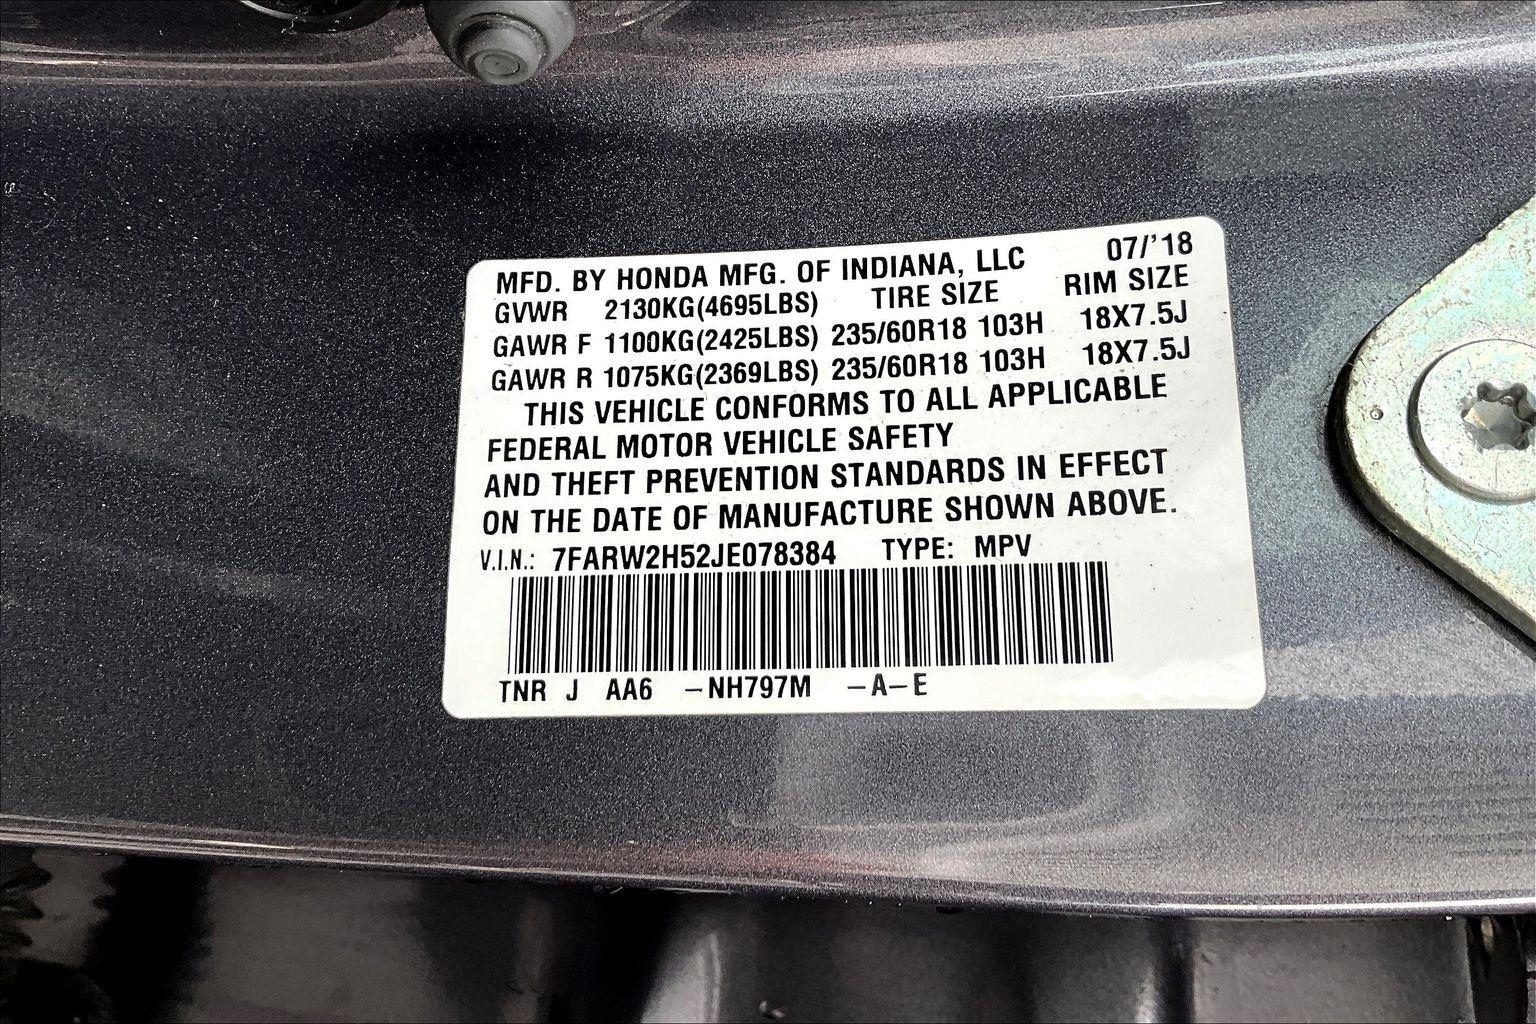 MFD. BY HONDA MFG. OF INDIANA, LLC 07/'18
GVWR 2130KG(4695LBS) TIRE SIZE RIM SIZE
GAWR F 1100KG(2425LBS) 235/60R18 103H 18X7.5J
GAWR R 1075KG(2369LBS) 235/60R18 103H 18X7.5J
THIS VEHICLE CONFORMS TO ALL APPLICABLE
FEDERAL MOTOR VEHICLE SAFETY
AND THEFT PREVENTION STANDARDS IN EFFECT
ON THE DATE OF MANUFACTURE SHOWN ABOVE.
V.I.N.: 7FARW2H52JE078384 TYPE: MPV
TNR J AA6 -NH797M -A-E